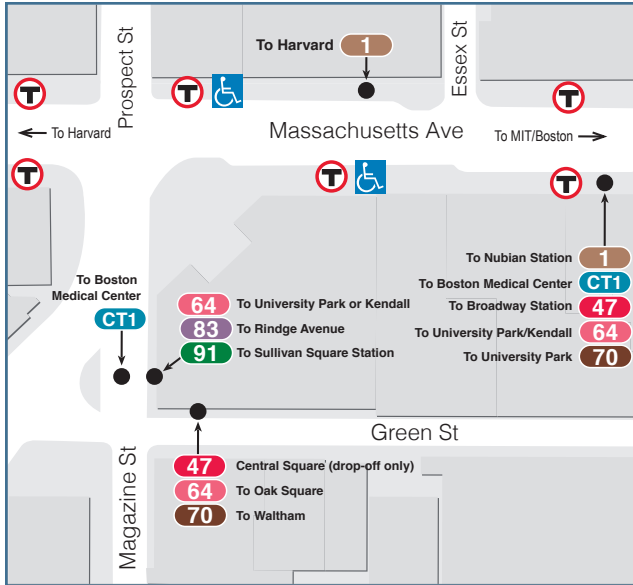 Prospect St
Essex St
To Harvard 1
T
T
T
Massachusetts Ave
To Harvard
To MIT/Boston
T
T
T
To Nubian Station 1
To Boston Medical Center CT1
To Broadway Station 47
To University Park/Kendall 64
To University Park 70
To Boston
Medical Center
CT1
64 To University Park or Kendall
83 To Rindge Avenue
91 To Sullivan Square Station
Green St
Magazine St
47 Central Square (drop-off only)
64 To Oak Square
70 To Waltham